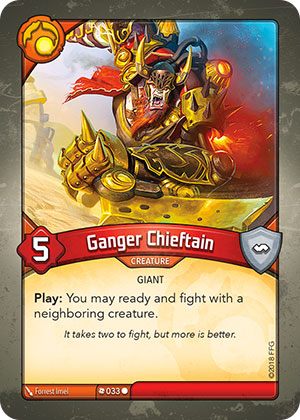 5
Ganger Chieftain
CREATURE
GIANT
Play: You may ready and fight with a
neighboring creature.
It takes two to fight, but more is better.
Forrest Imel
033
©2018 FFG